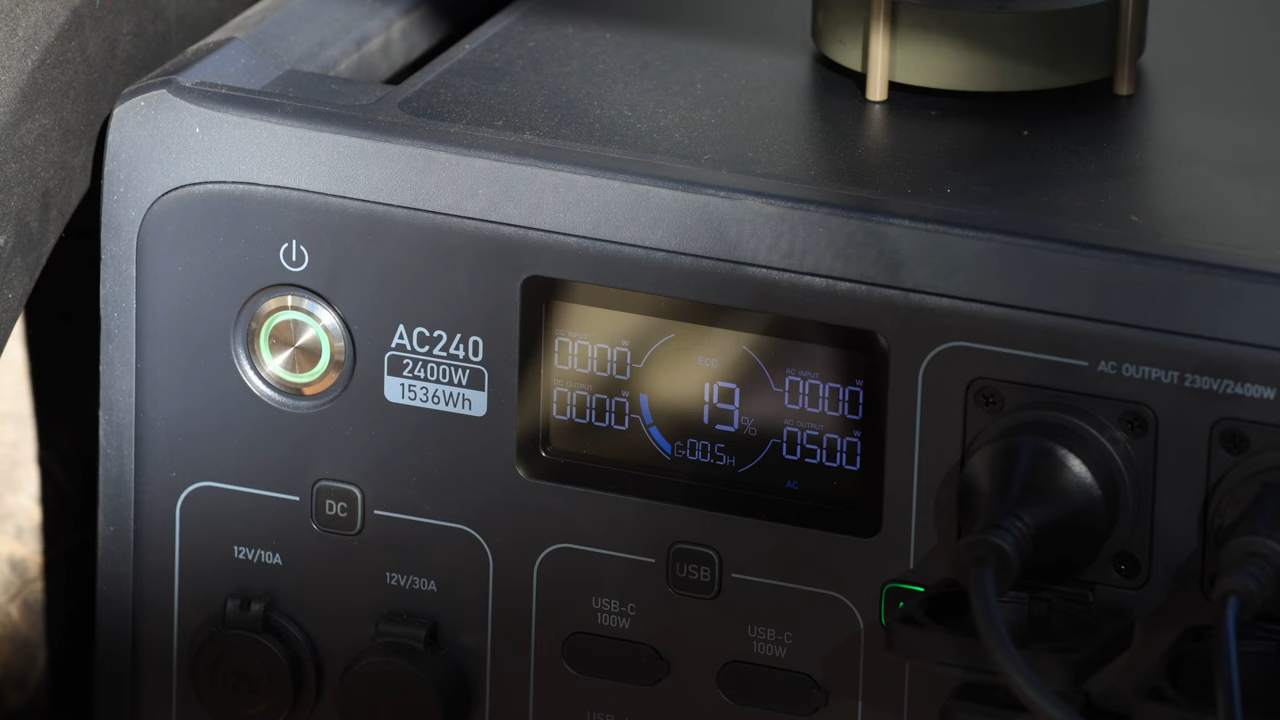 AC240
2400W
1536Wh
DC INPUT
0000 W
DC OUTPUT
0000 W
ECO
19 %
00.5H
AC INPUT
0000 W
AC OUTPUT
0500 W
AC
AC OUTPUT 230V/2400W
DC
12V/10A
12V/30A
USB
USB-C
100W
USB-C
100W